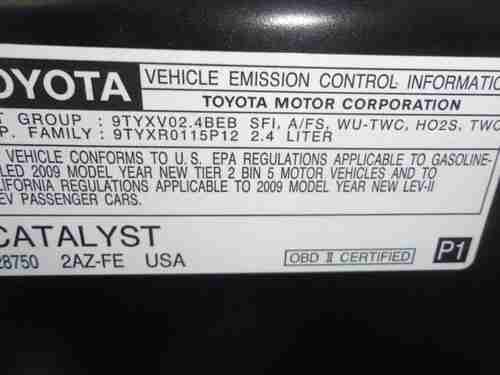 TOYOTA VEHICLE EMISSION CONTROL INFORMATION
TOYOTA MOTOR CORPORATION
T GROUP : 9TYXV02.4BEB SFI, A/FS, WU-TWC, HO2S, TWC
P. FAMILY : 9TYXR0115P12 2.4 LITER
VEHICLE CONFORMS TO U.S. EPA REGULATIONS APPLICABLE TO GASOLINE-
LED 2009 MODEL YEAR NEW TIER 2 BIN 5 MOTOR VEHICLES AND TO
ALIFORNIA REGULATIONS APPLICABLE TO 2009 MODEL YEAR NEW LEV-II
EV PASSENGER CARS.
CATALYST
28750 2AZ-FE USA
OBD II CERTIFIED P1